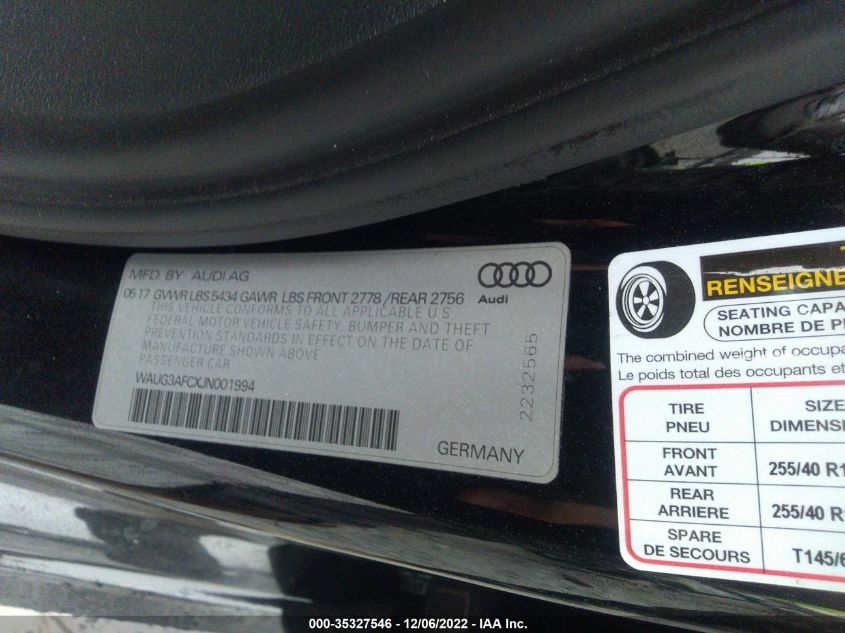 MFD. BY AUDI AG
06 17 GVWR LBS 5434 GAWR LBS FRONT 2778 / REAR 2756
THIS VEHICLE CONFORMS TO ALL APPLICABLE U S
FEDERAL MOTOR VEHICLE SAFETY, BUMPER AND THEFT
PREVENTION STANDARDS IN EFFECT ON THE DATE OF
MANUFACTURE SHOWN ABOVE
PASSENGER CAR
WAUG3AFCXJN001994
GERMANY
Audi
2232565
RENSEIGNE
SEATING CAPA
NOMBRE DE P
The combined weight of occupa
Le poids total des occupants et
TIRE
PNEU
SIZE
DIMENS
FRONT
AVANT
255/40 R1
REAR
ARRIERE
255/40 R
SPARE
DE SECOURS
T145/6
000-35327546 - 12/06/2022 - IAA Inc.